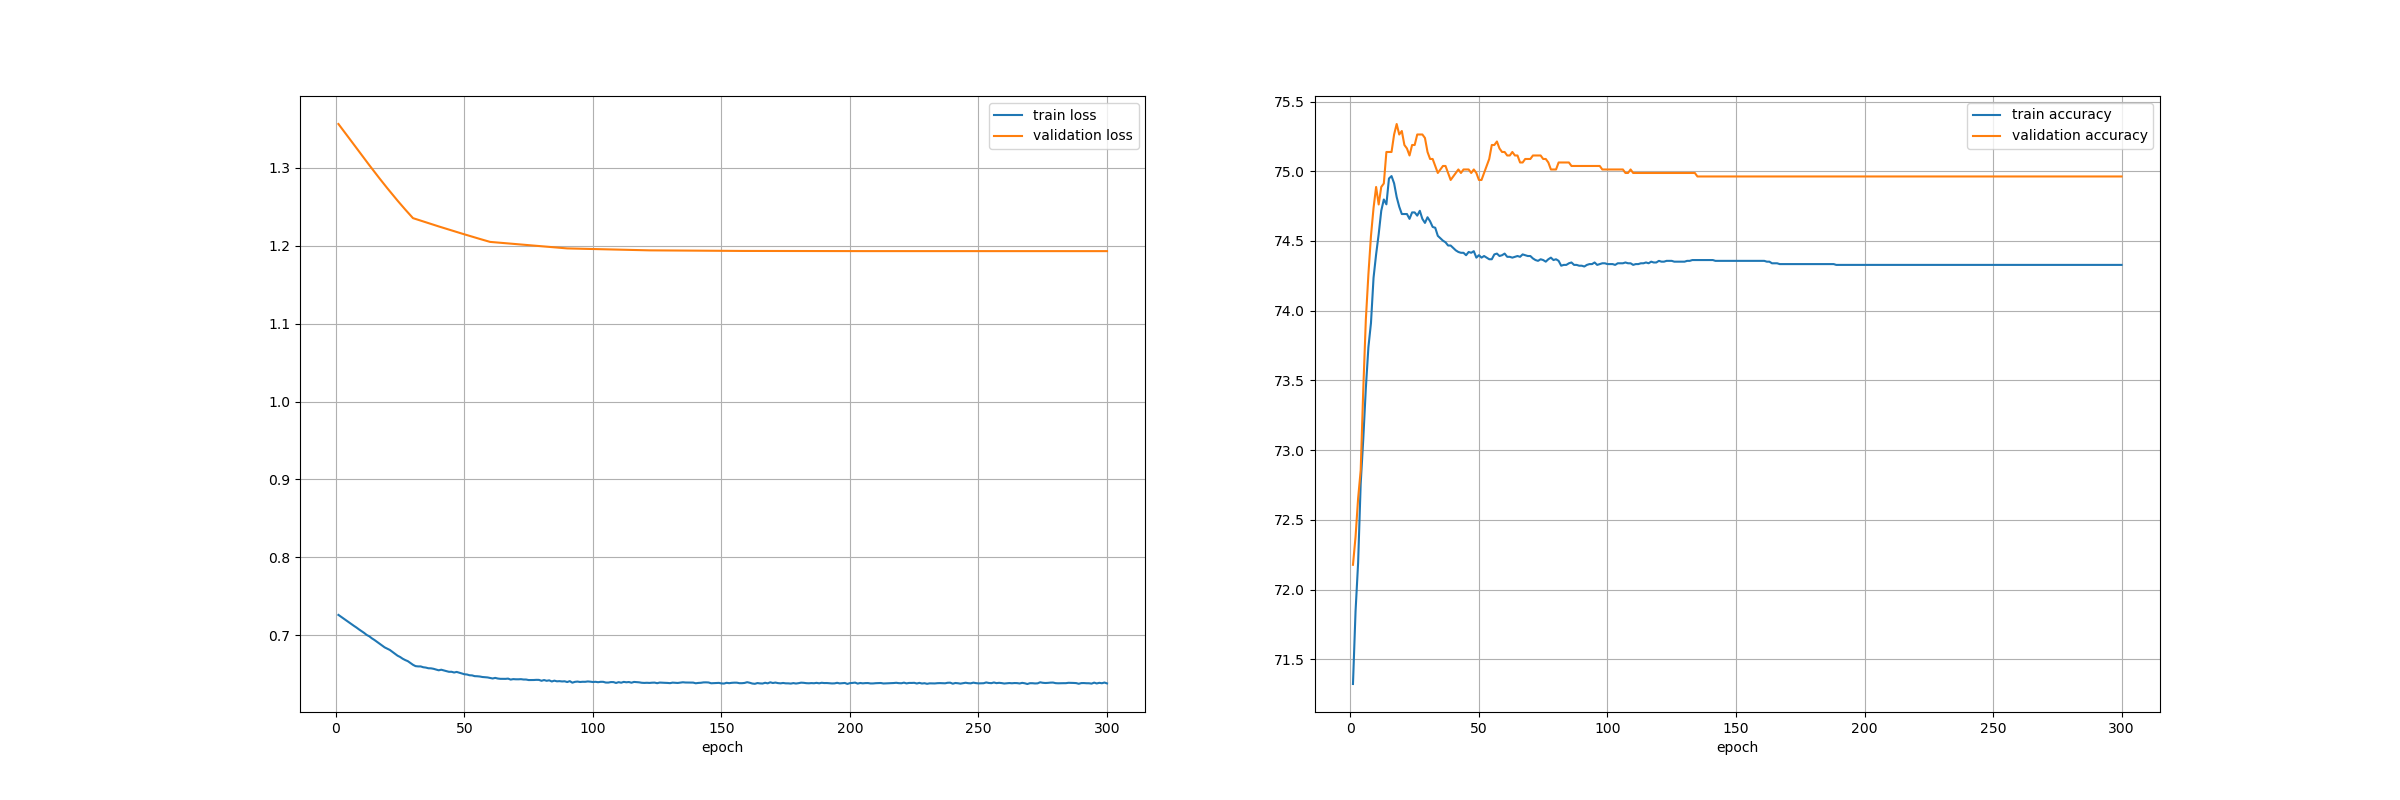 train loss
validation loss
1.3
1.2
1.1
1.0
0.9
0.8
0.7
0 50 100 150 200 250 300
epoch
train accuracy
validation accuracy
75.5
75.0
74.5
74.0
73.5
73.0
72.5
72.0
71.5
0 50 100 150 200 250 300
epoch